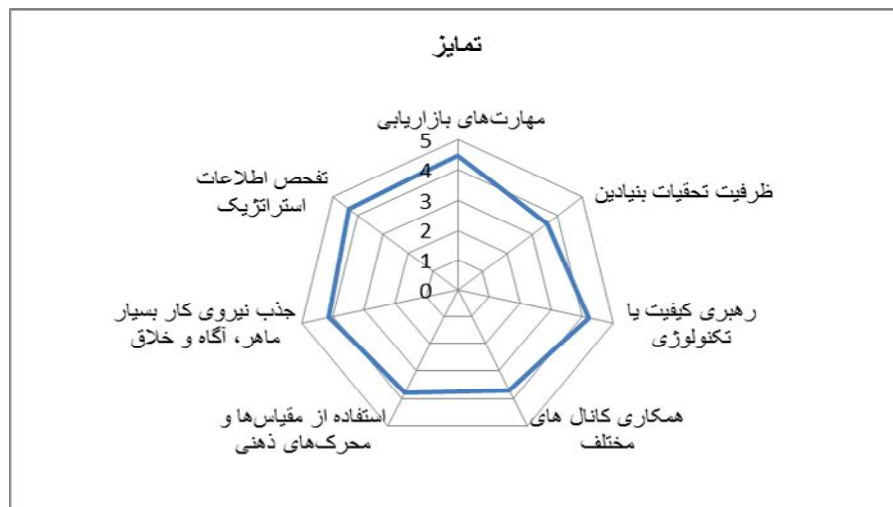 تمایز
مهارت‌های بازاریابی
ظرفیت تحقیات بنیادین
رهبری کیفیت یا
تکنولوژی
همکاری کانال های
مختلف
استفاده از مقیاس‌ها و
محرک‌های ذهنی
جذب نیروی کار بسیار
ماهر، آگاه و خلاق
تفحص اطلاعات
استراتژیک
5
4
3
2
1
0